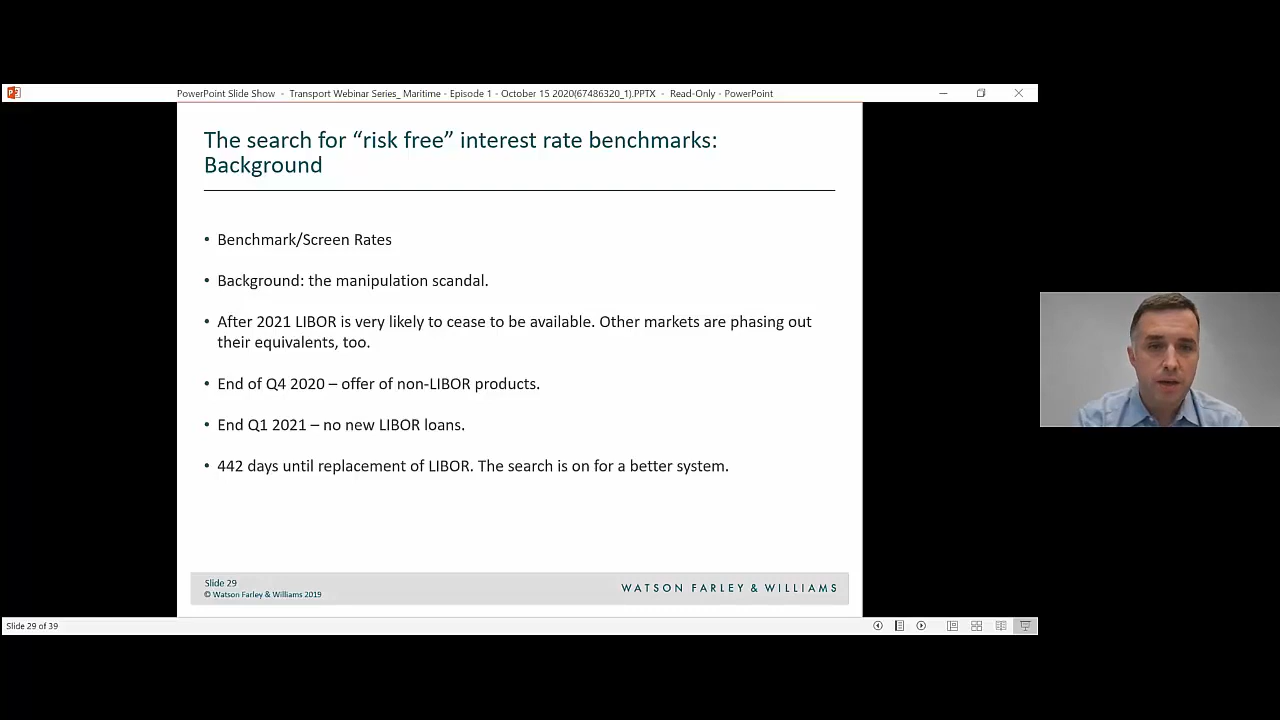 PowerPoint Slide Show - Transport Webinar Series_ Maritime - Episode 1 - October 15 2020(67486320_1).PPTX - Read-Only - PowerPoint
The search for “risk free” interest rate benchmarks:
Background
• Benchmark/Screen Rates
• Background: the manipulation scandal.
• After 2021 LIBOR is very likely to cease to be available. Other markets are phasing out
their equivalents, too.
• End of Q4 2020 – offer of non-LIBOR products.
• End Q1 2021 – no new LIBOR loans.
• 442 days until replacement of LIBOR. The search is on for a better system.
Slide 29
© Watson Farley & Williams 2019
WATSON FARLEY & WILLIAMS
Slide 29 of 39